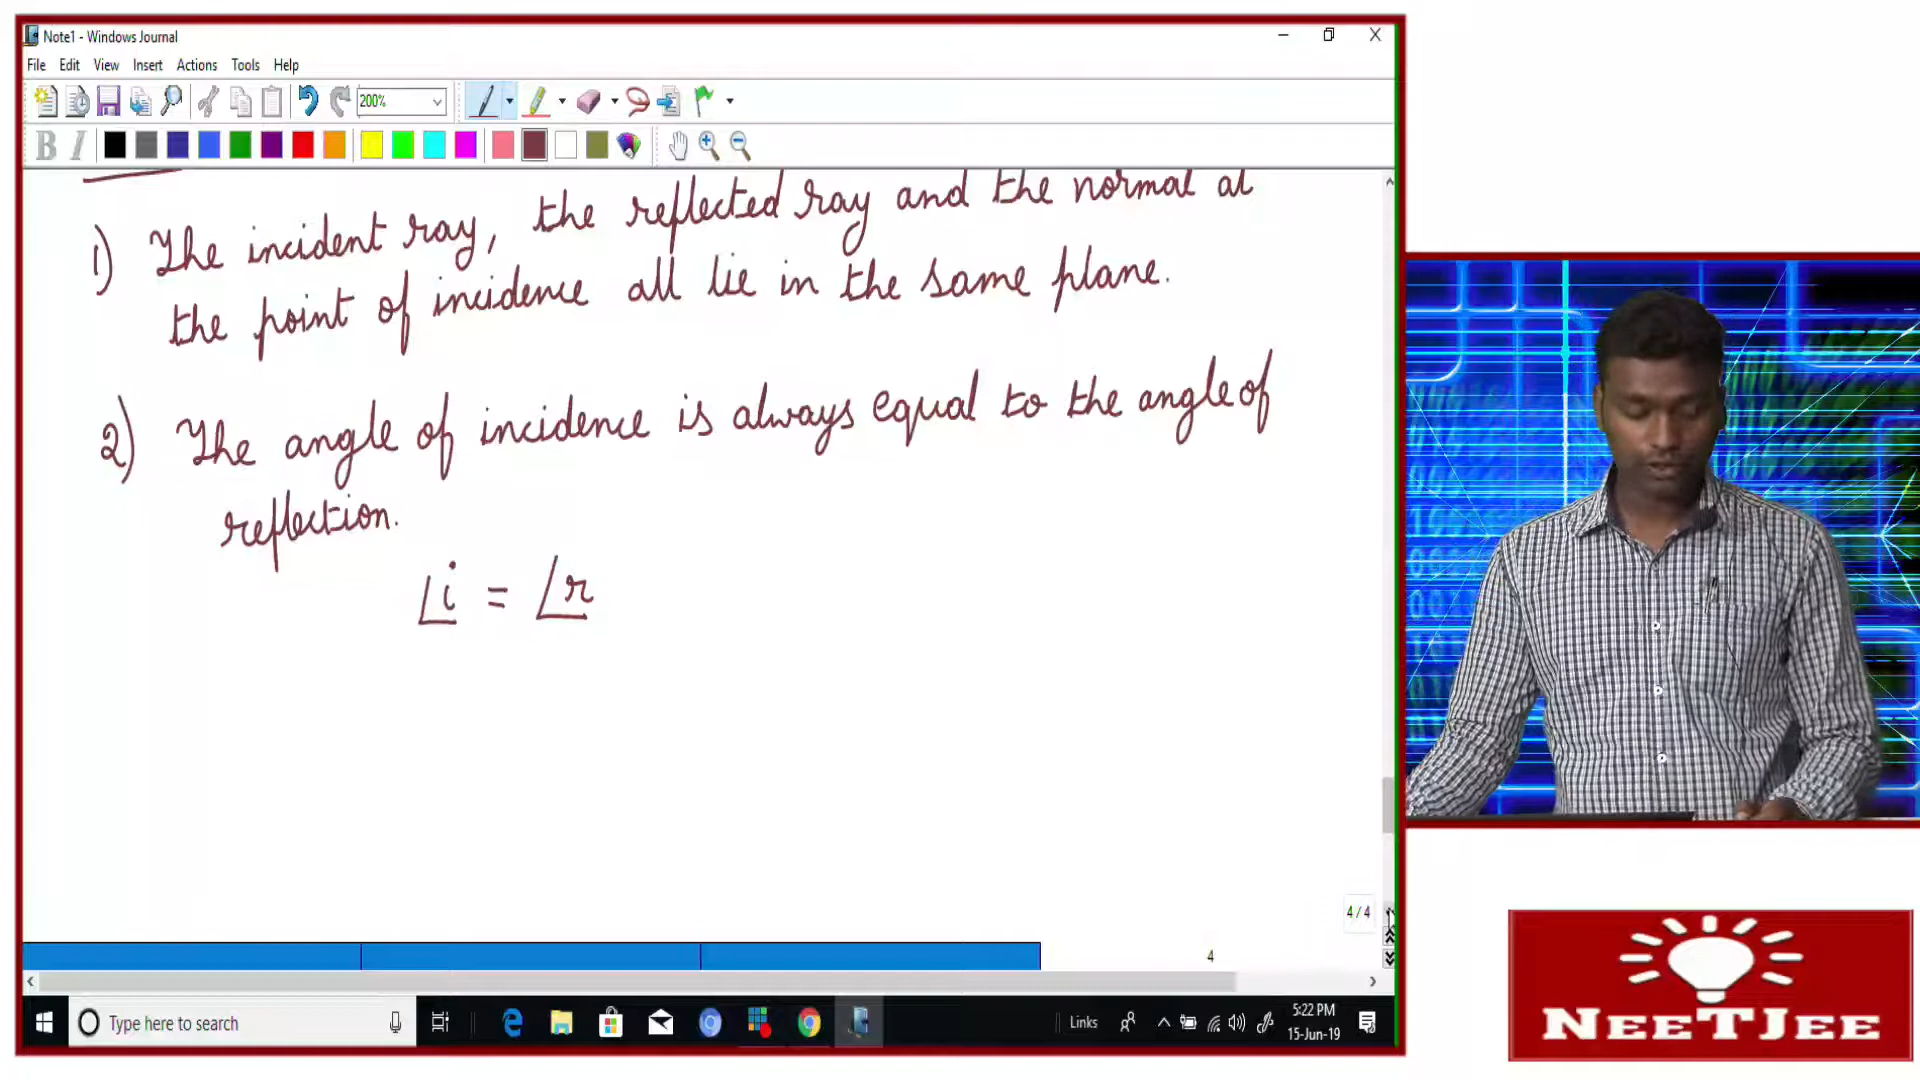 Note1 - Windows Journal
File Edit View Insert Actions Tools Help
200%
B I
1) The incident ray, the reflected ray and the normal at
the point of incidence all lie in the same plane.
2) The angle of incidence is always equal to the angle of
reflection.
∠i = ∠r
4 / 4
4
Type here to search
Links
5:22 PM
15-Jun-19
NEETJEE